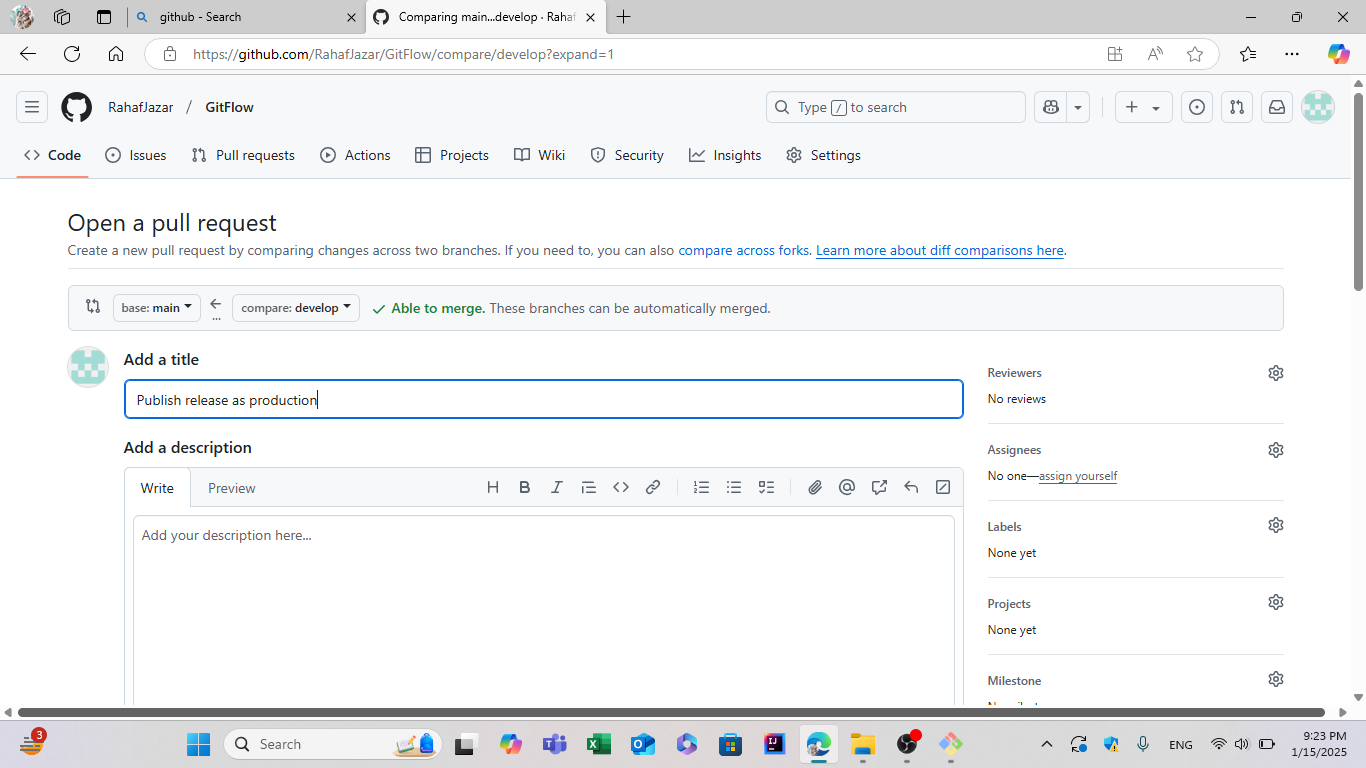 github - Search
Comparing main...develop · Rahaf
https://github.com/RahafJazar/GitFlow/compare/develop?expand=1
RahafJazar / GitFlow
Type / to search
Code
Issues
Pull requests
Actions
Projects
Wiki
Security
Insights
Settings
Open a pull request
Create a new pull request by comparing changes across two branches. If you need to, you can also compare across forks. Learn more about diff comparisons here.
base: main
...
compare: develop
Able to merge. These branches can be automatically merged.
Add a title
Publish release as production
Add a description
Write
Preview
Add your description here...
Reviewers
No reviews
Assignees
No one—assign yourself
Labels
None yet
Projects
None yet
Milestone
3
Search
ENG
9:23 PM
1/15/2025